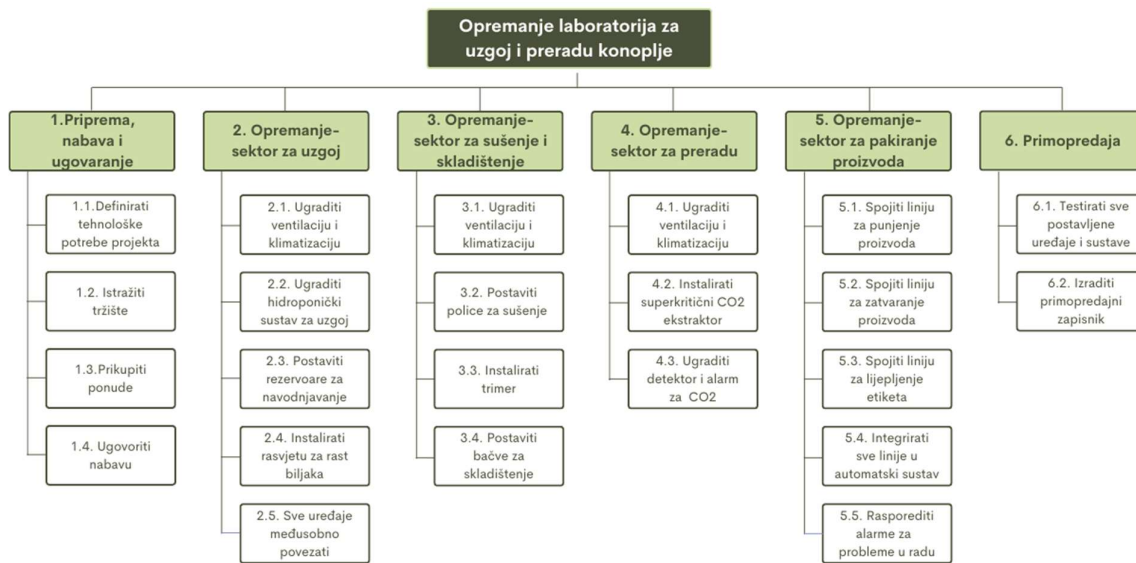 Opremanje laboratorija za
uzgoj i preradu konoplje
1.Priprema,
nabava i
ugovaranje
1.1.Definirati
tehnološke
potrebe projekta
1.2. Istražiti
tržište
1.3.Prikupiti
ponude
1.4. Ugovoriti
nabavu
2. Opremanje-
sektor za uzgoj
2.1. Ugraditi
ventilaciju i
klimatizaciju
2.2. Ugraditi
hidroponički
sustav za uzgoj
2.3. Postaviti
rezervoare za
navodnjavanje
2.4. Instalirati
rasvjetu za rast
biljaka
2.5. Sve uređaje
međusobno
povezati
3. Opremanje-
sektor za sušenje i
skladištenje
3.1. Ugraditi
ventilaciju i
klimatizaciju
3.2. Postaviti
police za sušenje
3.3. Instalirati
trimer
3.4. Postaviti
bačve za
skladištenje
4. Opremanje-
sektor za preradu
4.1. Ugraditi
ventilaciju i
klimatizaciju
4.2. Instalirati
superkritični CO2
ekstraktor
4.3. Ugraditi
detektor i alarm
za CO2
5. Opremanje-
sektor za pakiranje
proizvoda
5.1. Spojiti liniju
za punjenje
proizvoda
5.2. Spojiti liniju
za zatvaranje
proizvoda
5.3. Spojiti liniju
za lijepljenje
etiketa
5.4. Integrirati
sve linije u
automatski sustav
5.5. Rasporediti
alarme za
probleme u radu
6. Primopredaja
6.1. Testirati sve
postavljene
uređaje i sustave
6.2. Izraditi
primopredajni
zapisnik